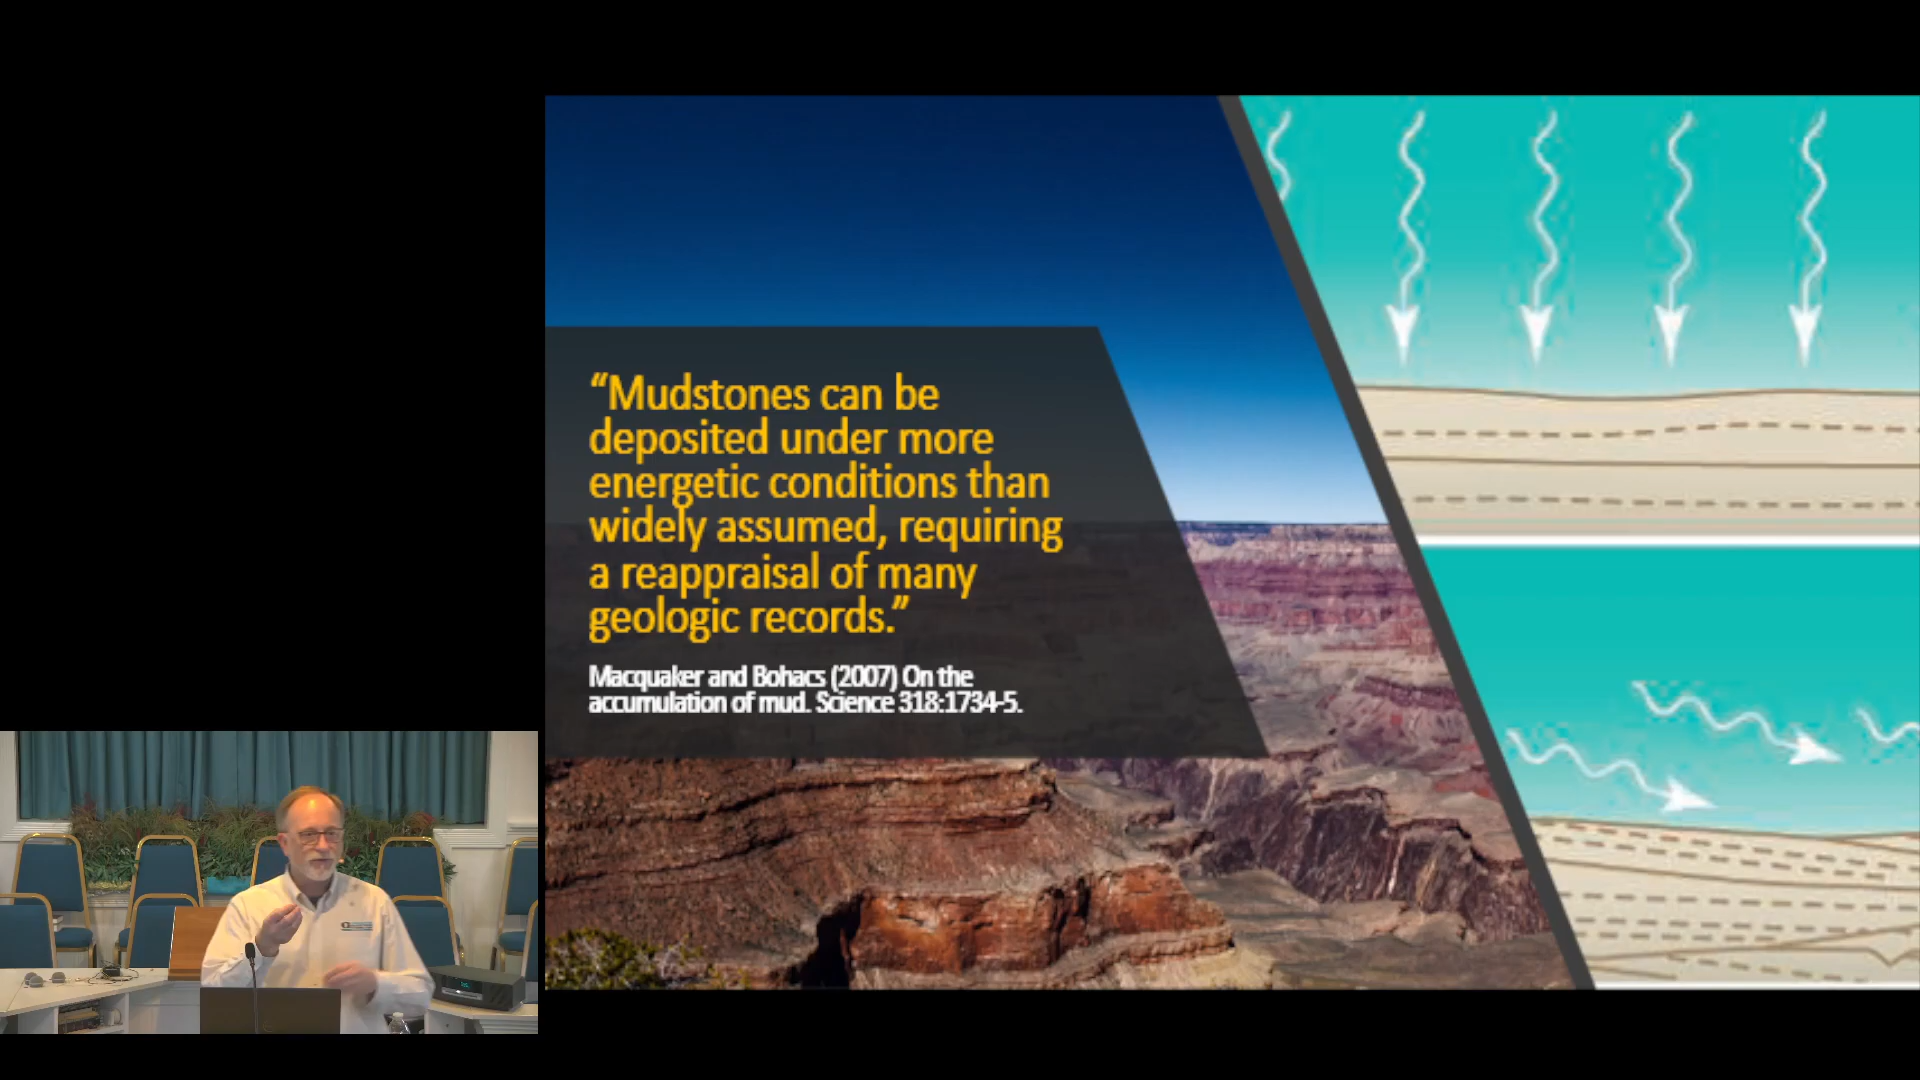 “Mudstones can be
deposited under more
energetic conditions than
widely assumed, requiring
a reappraisal of many
geologic records.”
Macquaker and Bohacs (2007) On the
accumulation of mud. Science 318:1734-5.